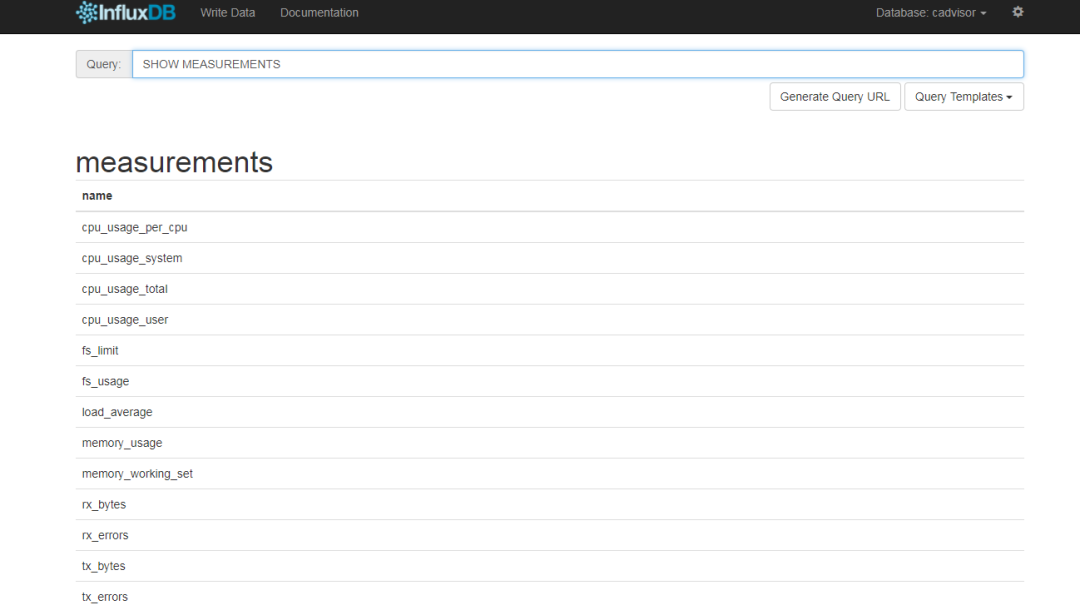 InfluxDB Write Data Documentation Database: cadvisor
Query: SHOW MEASUREMENTS
Generate Query URL Query Templates
measurements
name
cpu_usage_per_cpu
cpu_usage_system
cpu_usage_total
cpu_usage_user
fs_limit
fs_usage
load_average
memory_usage
memory_working_set
rx_bytes
rx_errors
tx_bytes
tx_errors